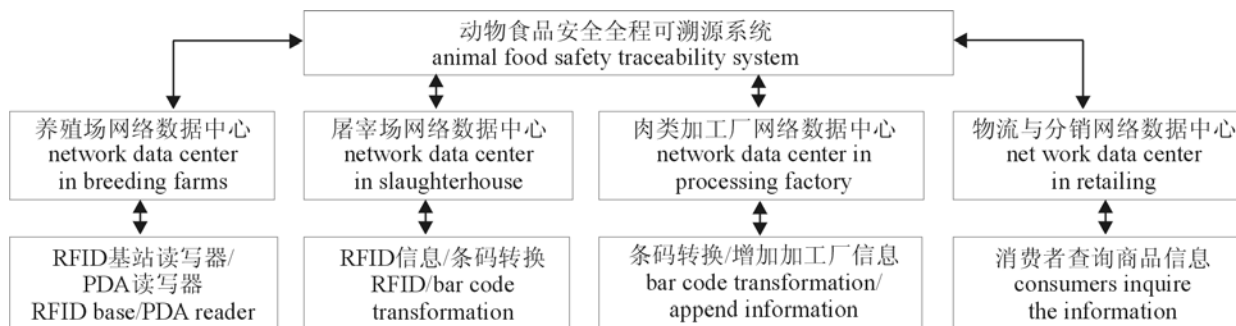 动物食品安全全程可溯源系统
animal food safety traceability system
养殖场网络数据中心
network data center
in breeding farms
屠宰场网络数据中心
network data center
in slaughterhouse
肉类加工厂网络数据中心
network data center in
processing factory
物流与分销网络数据中心
net work data center
in retailing
RFID基站读写器/
PDA读写器
RFID base/PDA reader
RFID信息/条码转换
RFID/bar code
transformation
条码转换/增加加工厂信息
bar code transformation/
append information
消费者查询商品信息
consumers inquire
the information